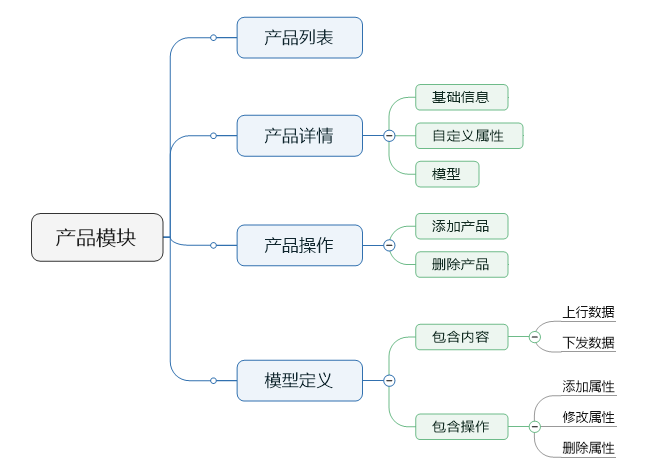 产品模块
产品列表
产品详情
基础信息
自定义属性
模型
产品操作
添加产品
删除产品
模型定义
包含内容
上行数据
下发数据
包含操作
添加属性
修改属性
删除属性